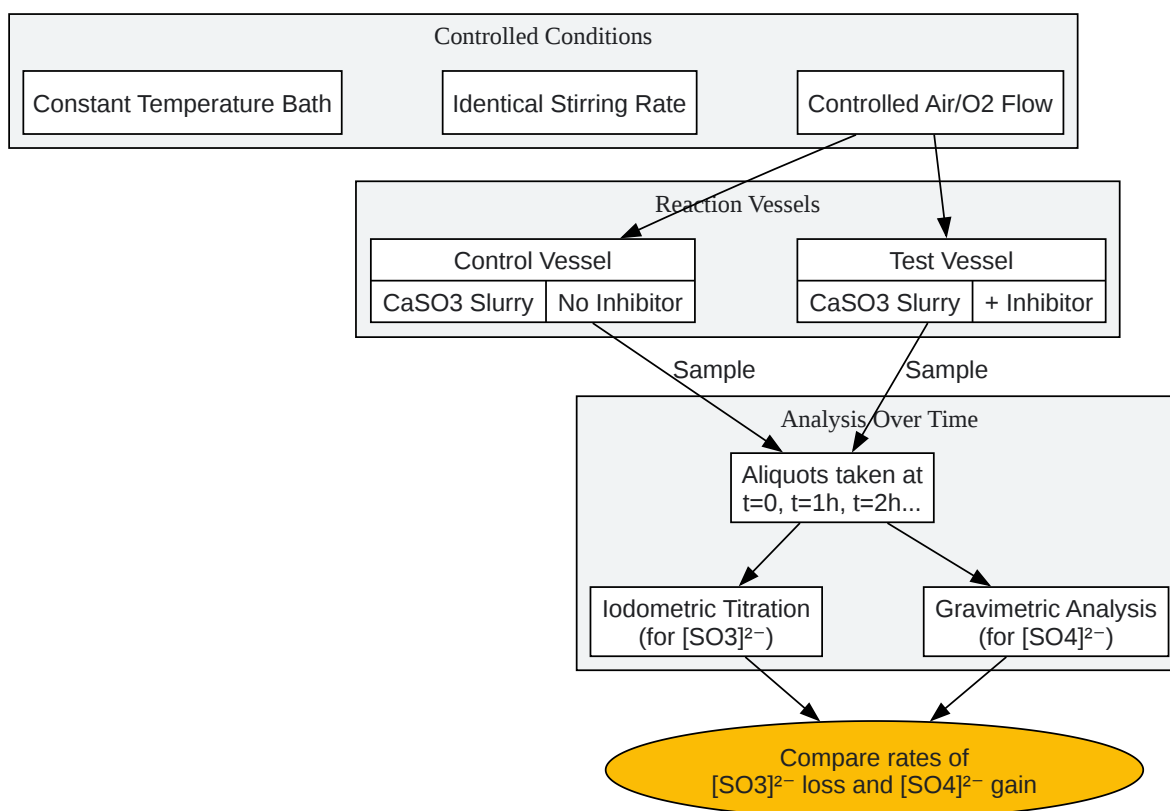 Controlled Conditions
Constant Temperature Bath
Identical Stirring Rate
Controlled Air/O2 Flow
Reaction Vessels
Control Vessel
CaSO3 Slurry
No Inhibitor
Test Vessel
CaSO3 Slurry
+ Inhibitor
Sample
Sample
Analysis Over Time
Aliquots taken at
t=0, t=1h, t=2h...
Iodometric Titration
(for [SO3]²⁻)
Gravimetric Analysis
(for [SO4]²⁻)
Compare rates of
[SO3]²⁻ loss and [SO4]²⁻ gain